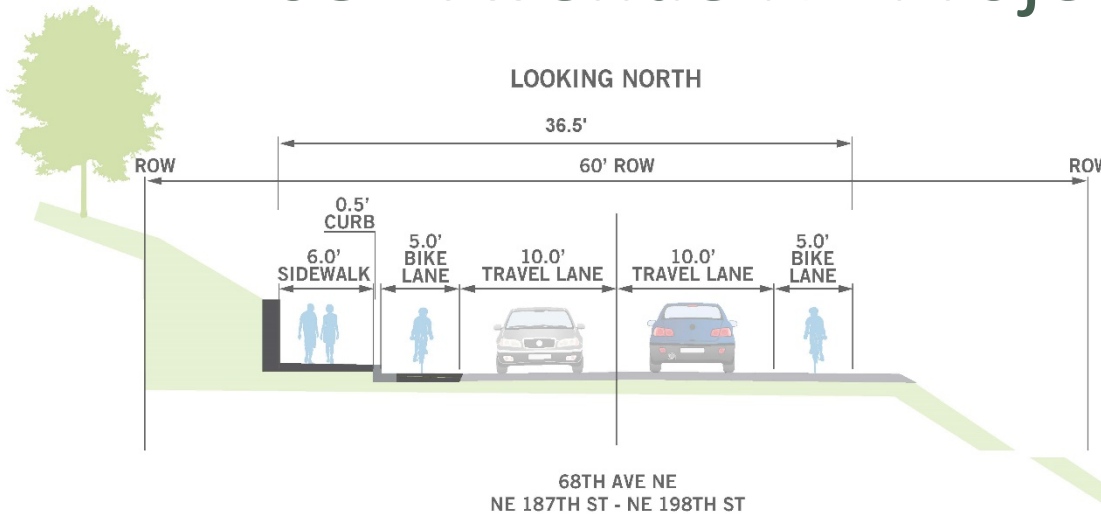 LOOKING NORTH
36.5'
ROW
60' ROW
ROW
0.5'
CURB
6.0'
SIDEWALK
5.0'
BIKE
LANE
10.0'
TRAVEL LANE
10.0'
TRAVEL LANE
5.0'
BIKE
LANE
68TH AVE NE
NE 187TH ST - NE 198TH ST